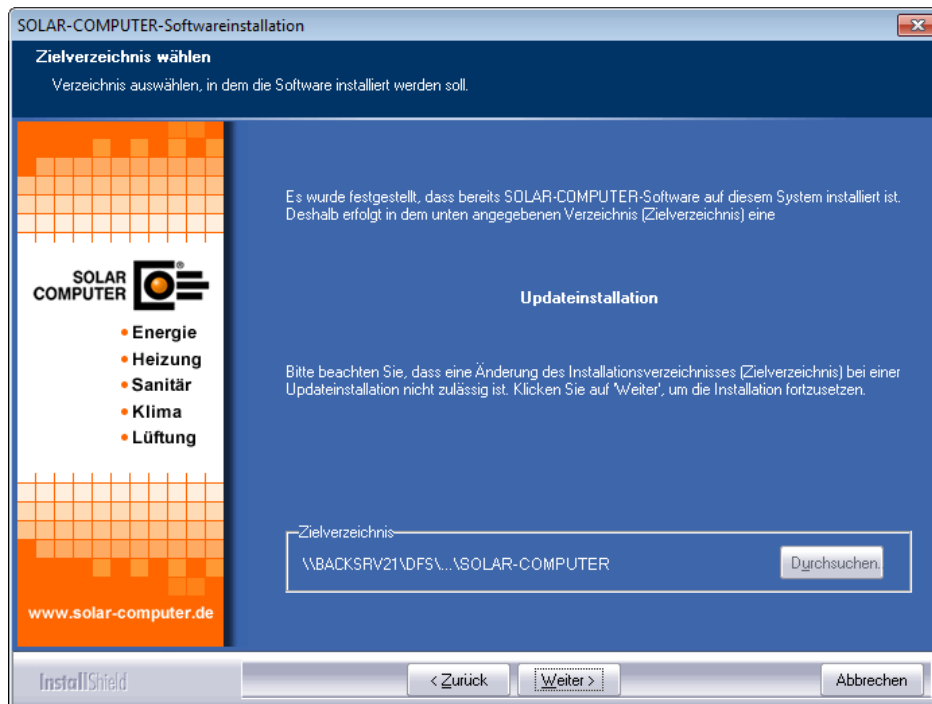 SOLAR-COMPUTER-Softwareinstallation
Zielverzeichnis wählen
Verzeichnis auswählen, in dem die Software installiert werden soll.
Es wurde festgestellt, dass bereits SOLAR-COMPUTER-Software auf diesem System installiert ist.
Deshalb erfolgt in dem unten angegebenen Verzeichnis (Zielverzeichnis) eine
Updateinstallation
Bitte beachten Sie, dass eine Änderung des Installationsverzeichnisses (Zielverzeichnis) bei einer
Updateinstallation nicht zulässig ist. Klicken Sie auf 'Weiter', um die Installation fortzusetzen.
SOLAR
COMPUTER
®
• Energie
• Heizung
• Sanitär
• Klima
• Lüftung
www.solar-computer.de
Zielverzeichnis
\\BACKSRV21\DFS\...\SOLAR-COMPUTER
Durchsuchen.
InstallShield
< Zurück
Weiter >
Abbrechen